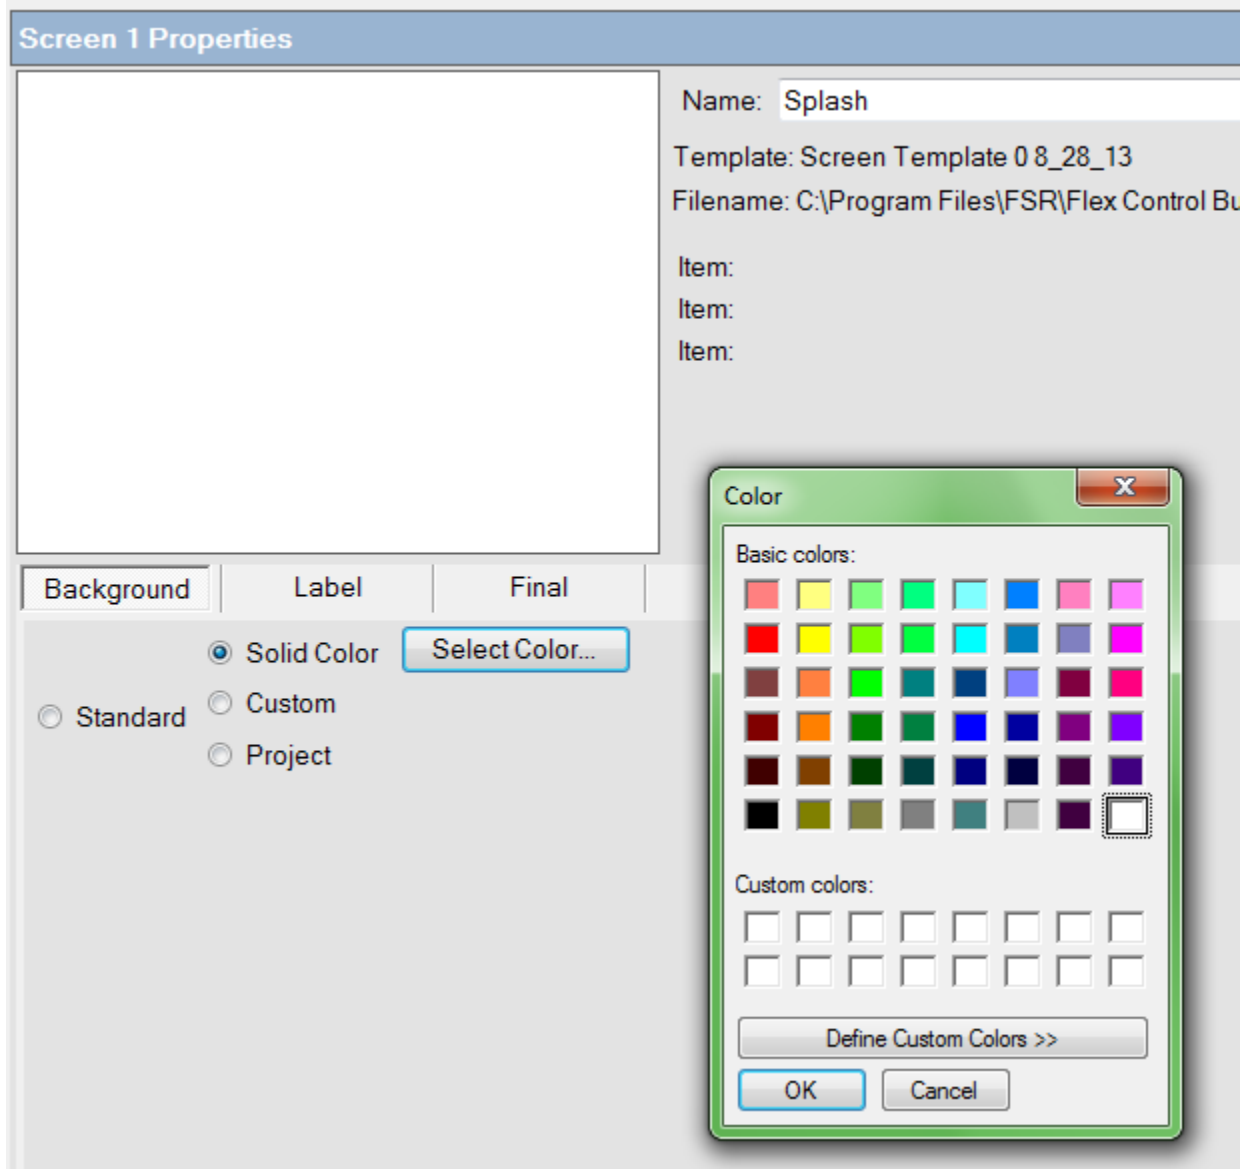 Screen 1 Properties
Name: Splash
Template: Screen Template 0 8_28_13
Filename: C:\Program Files\FSR\Flex Control Bu
Item:
Item:
Item:
Background Label Final
Solid Color Select Color...
Custom
Standard
Project
Color
x
Basic colors:
Custom colors:
Define Custom Colors >>
OK Cancel